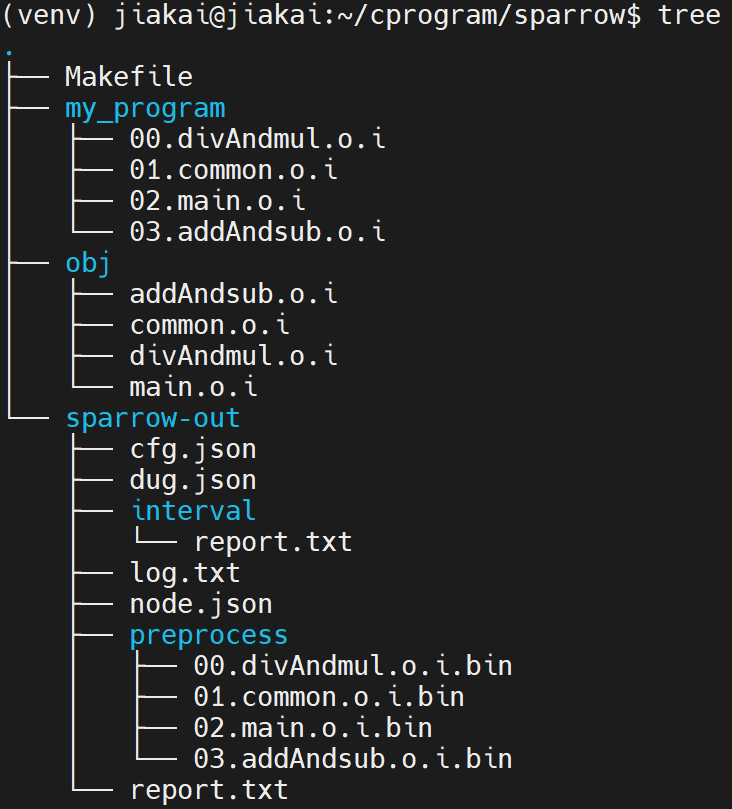 (venv) jiakai@jiakai:~/cprogram/sparrow$ tree
.
├── Makefile
├── my_program
│   ├── 00.divAndmul.o.i
│   ├── 01.common.o.i
│   ├── 02.main.o.i
│   └── 03.addAndsub.o.i
├── obj
│   ├── addAndsub.o.i
│   ├── common.o.i
│   ├── divAndmul.o.i
│   └── main.o.i
└── sparrow-out
    ├── cfg.json
    ├── dug.json
    ├── interval
    │   └── report.txt
    ├── log.txt
    ├── node.json
    ├── preprocess
    │   ├── 00.divAndmul.o.i.bin
    │   ├── 01.common.o.i.bin
    │   ├── 02.main.o.i.bin
    │   └── 03.addAndsub.o.i.bin
    └── report.txt